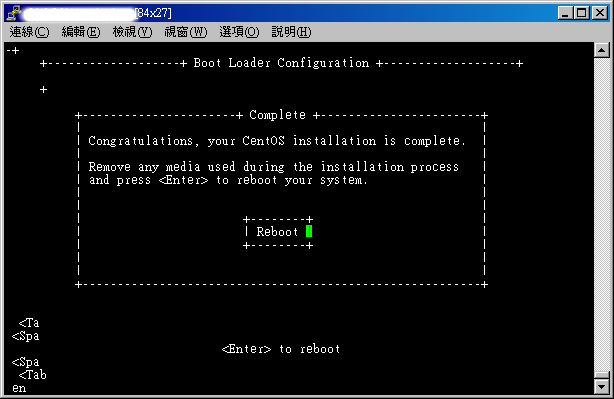 [84x27]
連線(C) 編輯(E) 檢視(V) 視窗(W) 選項(O) 說明(H)
-+
+-------------------+ Boot Loader Configuration +-------------------+
+
+----------------------+ Complete +-----------------------+
Congratulations, your CentOS installation is complete.
Remove any media used during the installation process
and press <Enter> to reboot your system.
+--------+
| Reboot
+--------+
+---------------------------------------------------------+
<Ta
<Spa
<Enter> to reboot
<Spa
<Tab
en